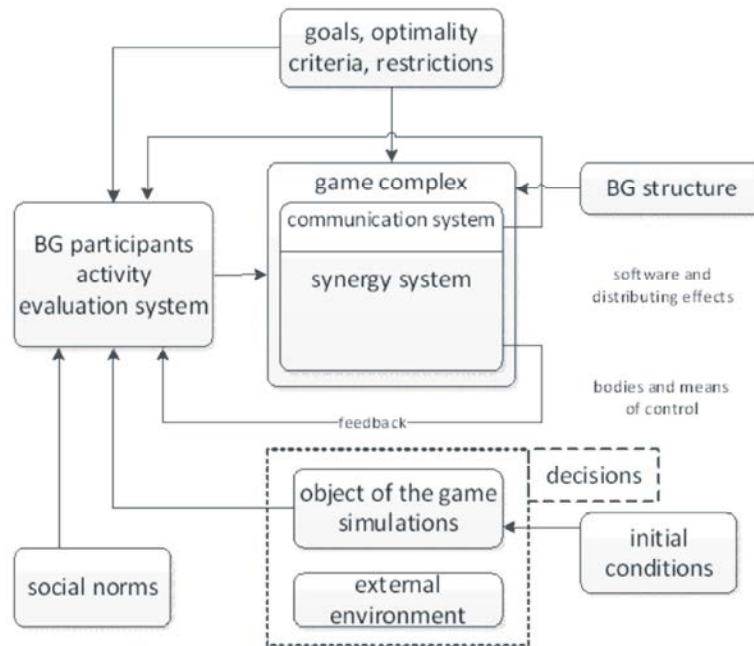 goals, optimality
criteria, restrictions
game complex
BG structure
communication system
BG participants
activity
evaluation system
synergy system
software and
distributing effects
bodies and means
of control
feedback
decisions
object of the game
simulations
initial
conditions
social norms
external
environment